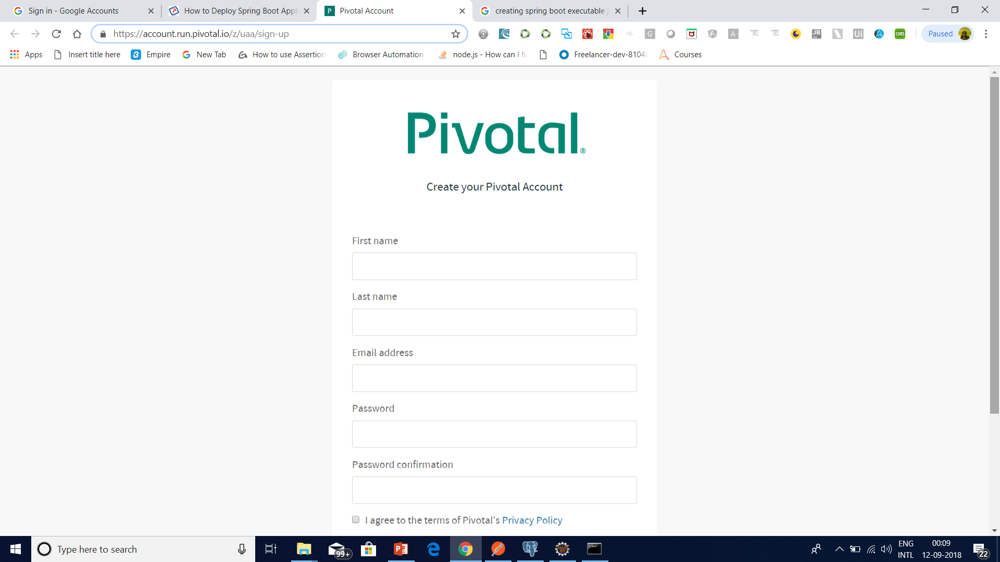 Sign in - Google Accounts
How to Deploy Spring Boot Appl
Pivotal Account
creating spring boot executable j
https://account.run.pivotal.io/z/uaa/sign-up
Paused
Apps
Insert title here
Empire
New Tab
How to use Assertion
Browser Automation
node.js - How can I fi
Freelancer-dev-81048
Courses
Pivotal®
Create your Pivotal Account
First name
Last name
Email address
Password
Password confirmation
I agree to the terms of Pivotal's Privacy Policy
Type here to search
99+
ENG
INTL
00:09
12-09-2018
22